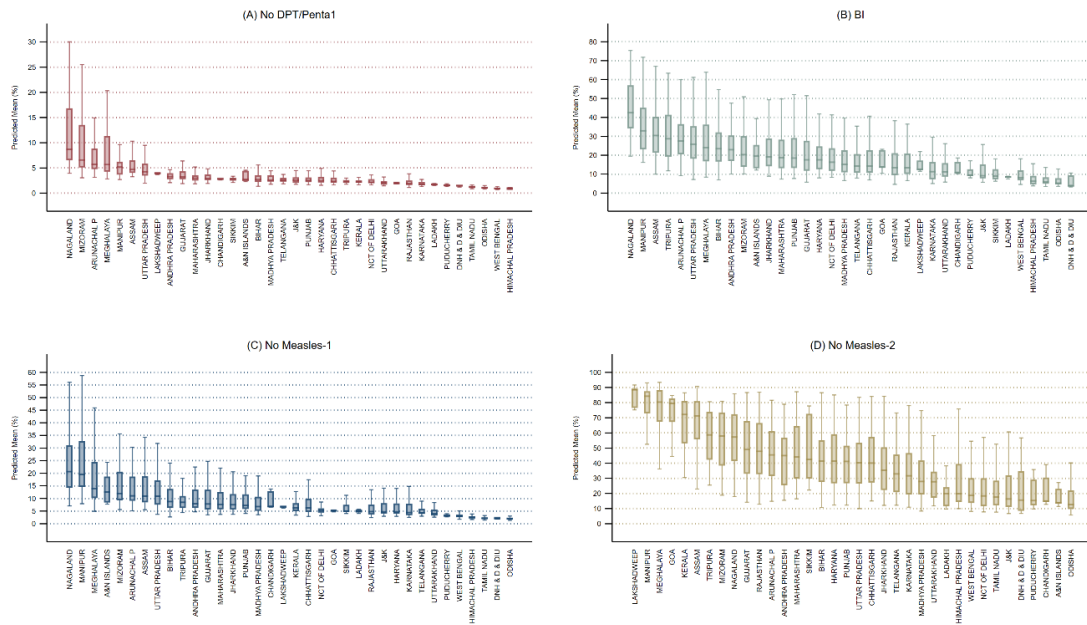 (A) No DPT/Penta1
Predicted Mean (%)
30
25
20
15
10
5
0
NAGALAND
MIZORAM
ARUNACHAL P
MEGHALAYA
MANIPUR
ASSAM
UTTAR PRADESH
LAKSHADWEEP
ANDHRA PRADESH
GUJARAT
MAHARASHTRA
JHARKHAND
CHANDIGARH
SIKKIM
A&N ISLANDS
BIHAR
MADHYA PRADESH
TELANGANA
J&K
PUNJAB
HARYANA
CHHATTISGARH
TRIPURA
KERALA
NCT OF DELHI
UTTARAKHAND
GOA
RAJASTHAN
KARNATAKA
LADAKH
PUDUCHERRY
DNH & D & DIU
TAMIL NADU
ODISHA
WEST BENGAL
HIMACHAL PRADESH
(B) BI
Predicted Mean (%)
80
70
60
50
40
30
20
10
0
NAGALAND
MANIPUR
ASSAM
TRIPURA
ARUNACHAL P
UTTAR PRADESH
MEGHALAYA
BIHAR
ANDHRA PRADESH
MIZORAM
A&N ISLANDS
JHARKHAND
MAHARASHTRA
PUNJAB
GUJARAT
HARYANA
NCT OF DELHI
MADHYA PRADESH
TELANGANA
CHHATTISGARH
GOA
RAJASTHAN
KERALA
LAKSHADWEEP
KARNATAKA
UTTARAKHAND
CHANDIGARH
PUDUCHERRY
J&K
SIKKIM
LADAKH
WEST BENGAL
HIMACHAL PRADESH
TAMIL NADU
ODISHA
DNH & D & DIU
(C) No Measles-1
Predicted Mean (%)
60
55
50
45
40
35
30
25
20
15
10
5
0
NAGALAND
MANIPUR
MEGHALAYA
A&N ISLANDS
MIZORAM
ARUNACHAL P
ASSAM
UTTAR PRADESH
BIHAR
TRIPURA
ANDHRA PRADESH
GUJARAT
MAHARASHTRA
JHARKHAND
PUNJAB
MADHYA PRADESH
CHANDIGARH
LAKSHADWEEP
KERALA
CHHATTISGARH
NCT OF DELHI
GOA
SIKKIM
LADAKH
RAJASTHAN
J&K
HARYANA
KARNATAKA
TELANGANA
UTTARAKHAND
PUDUCHERRY
WEST BENGAL
HIMACHAL PRADESH
TAMIL NADU
DNH & D & DIU
ODISHA
(D) No Measles-2
Predicted Mean (%)
100
90
80
70
60
50
40
30
20
10
0
LAKSHADWEEP
MANIPUR
MEGHALAYA
GOA
KERALA
ASSAM
TRIPURA
MIZORAM
NAGALAND
GUJARAT
RAJASTHAN
ARUNACHAL P
ANDHRA PRADESH
MAHARASHTRA
SIKKIM
BIHAR
HARYANA
PUNJAB
UTTAR PRADESH
CHHATTISGARH
JHARKHAND
TELANGANA
KARNATAKA
MADHYA PRADESH
UTTARAKHAND
LADAKH
HIMACHAL PRADESH
WEST BENGAL
NCT OF DELHI
TAMIL NADU
J&K
DNH & D & DIU
PUDUCHERRY
CHANDIGARH
A&N ISLANDS
ODISHA